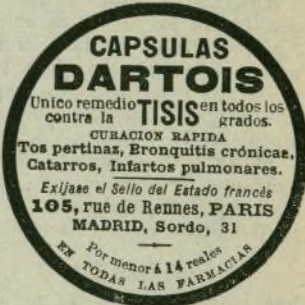 CAPSULAS
DARTOIS
Unico remedio contra la TISIS en todos los grados.
CURACION RAPIDA
Tos pertinaz, Bronquitis crónicas,
Catarros, Infartos pulmonares.
Exijase el Sello del Estado francès
105, rue de Rennes, PARIS
MADRID, Sordo, 31
Por menor á 14 reales
EN TODAS LAS FARMACIAS